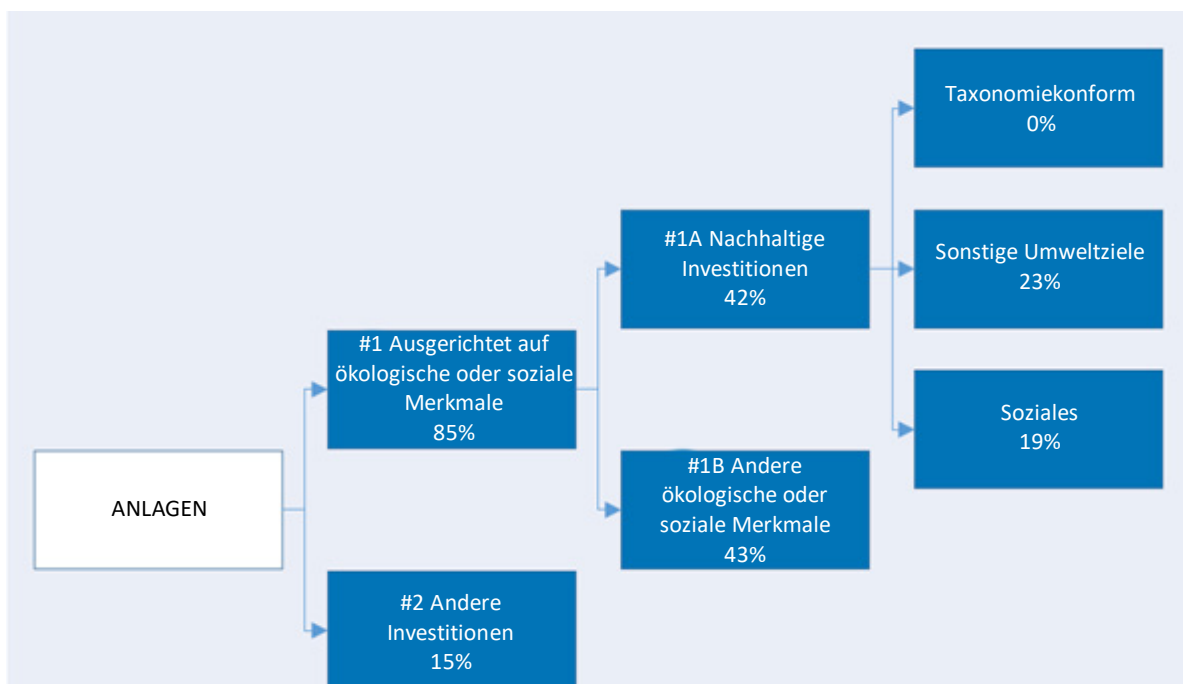 ANLAGEN
#1 Ausgerichtet auf
ökologische oder soziale
Merkmale
85%
#2 Andere
Investitionen
15%
#1A Nachhaltige
Investitionen
42%
#1B Andere
ökologische oder
soziale Merkmale
43%
Taxonomiekonform
0%
Sonstige Umweltziele
23%
Soziales
19%